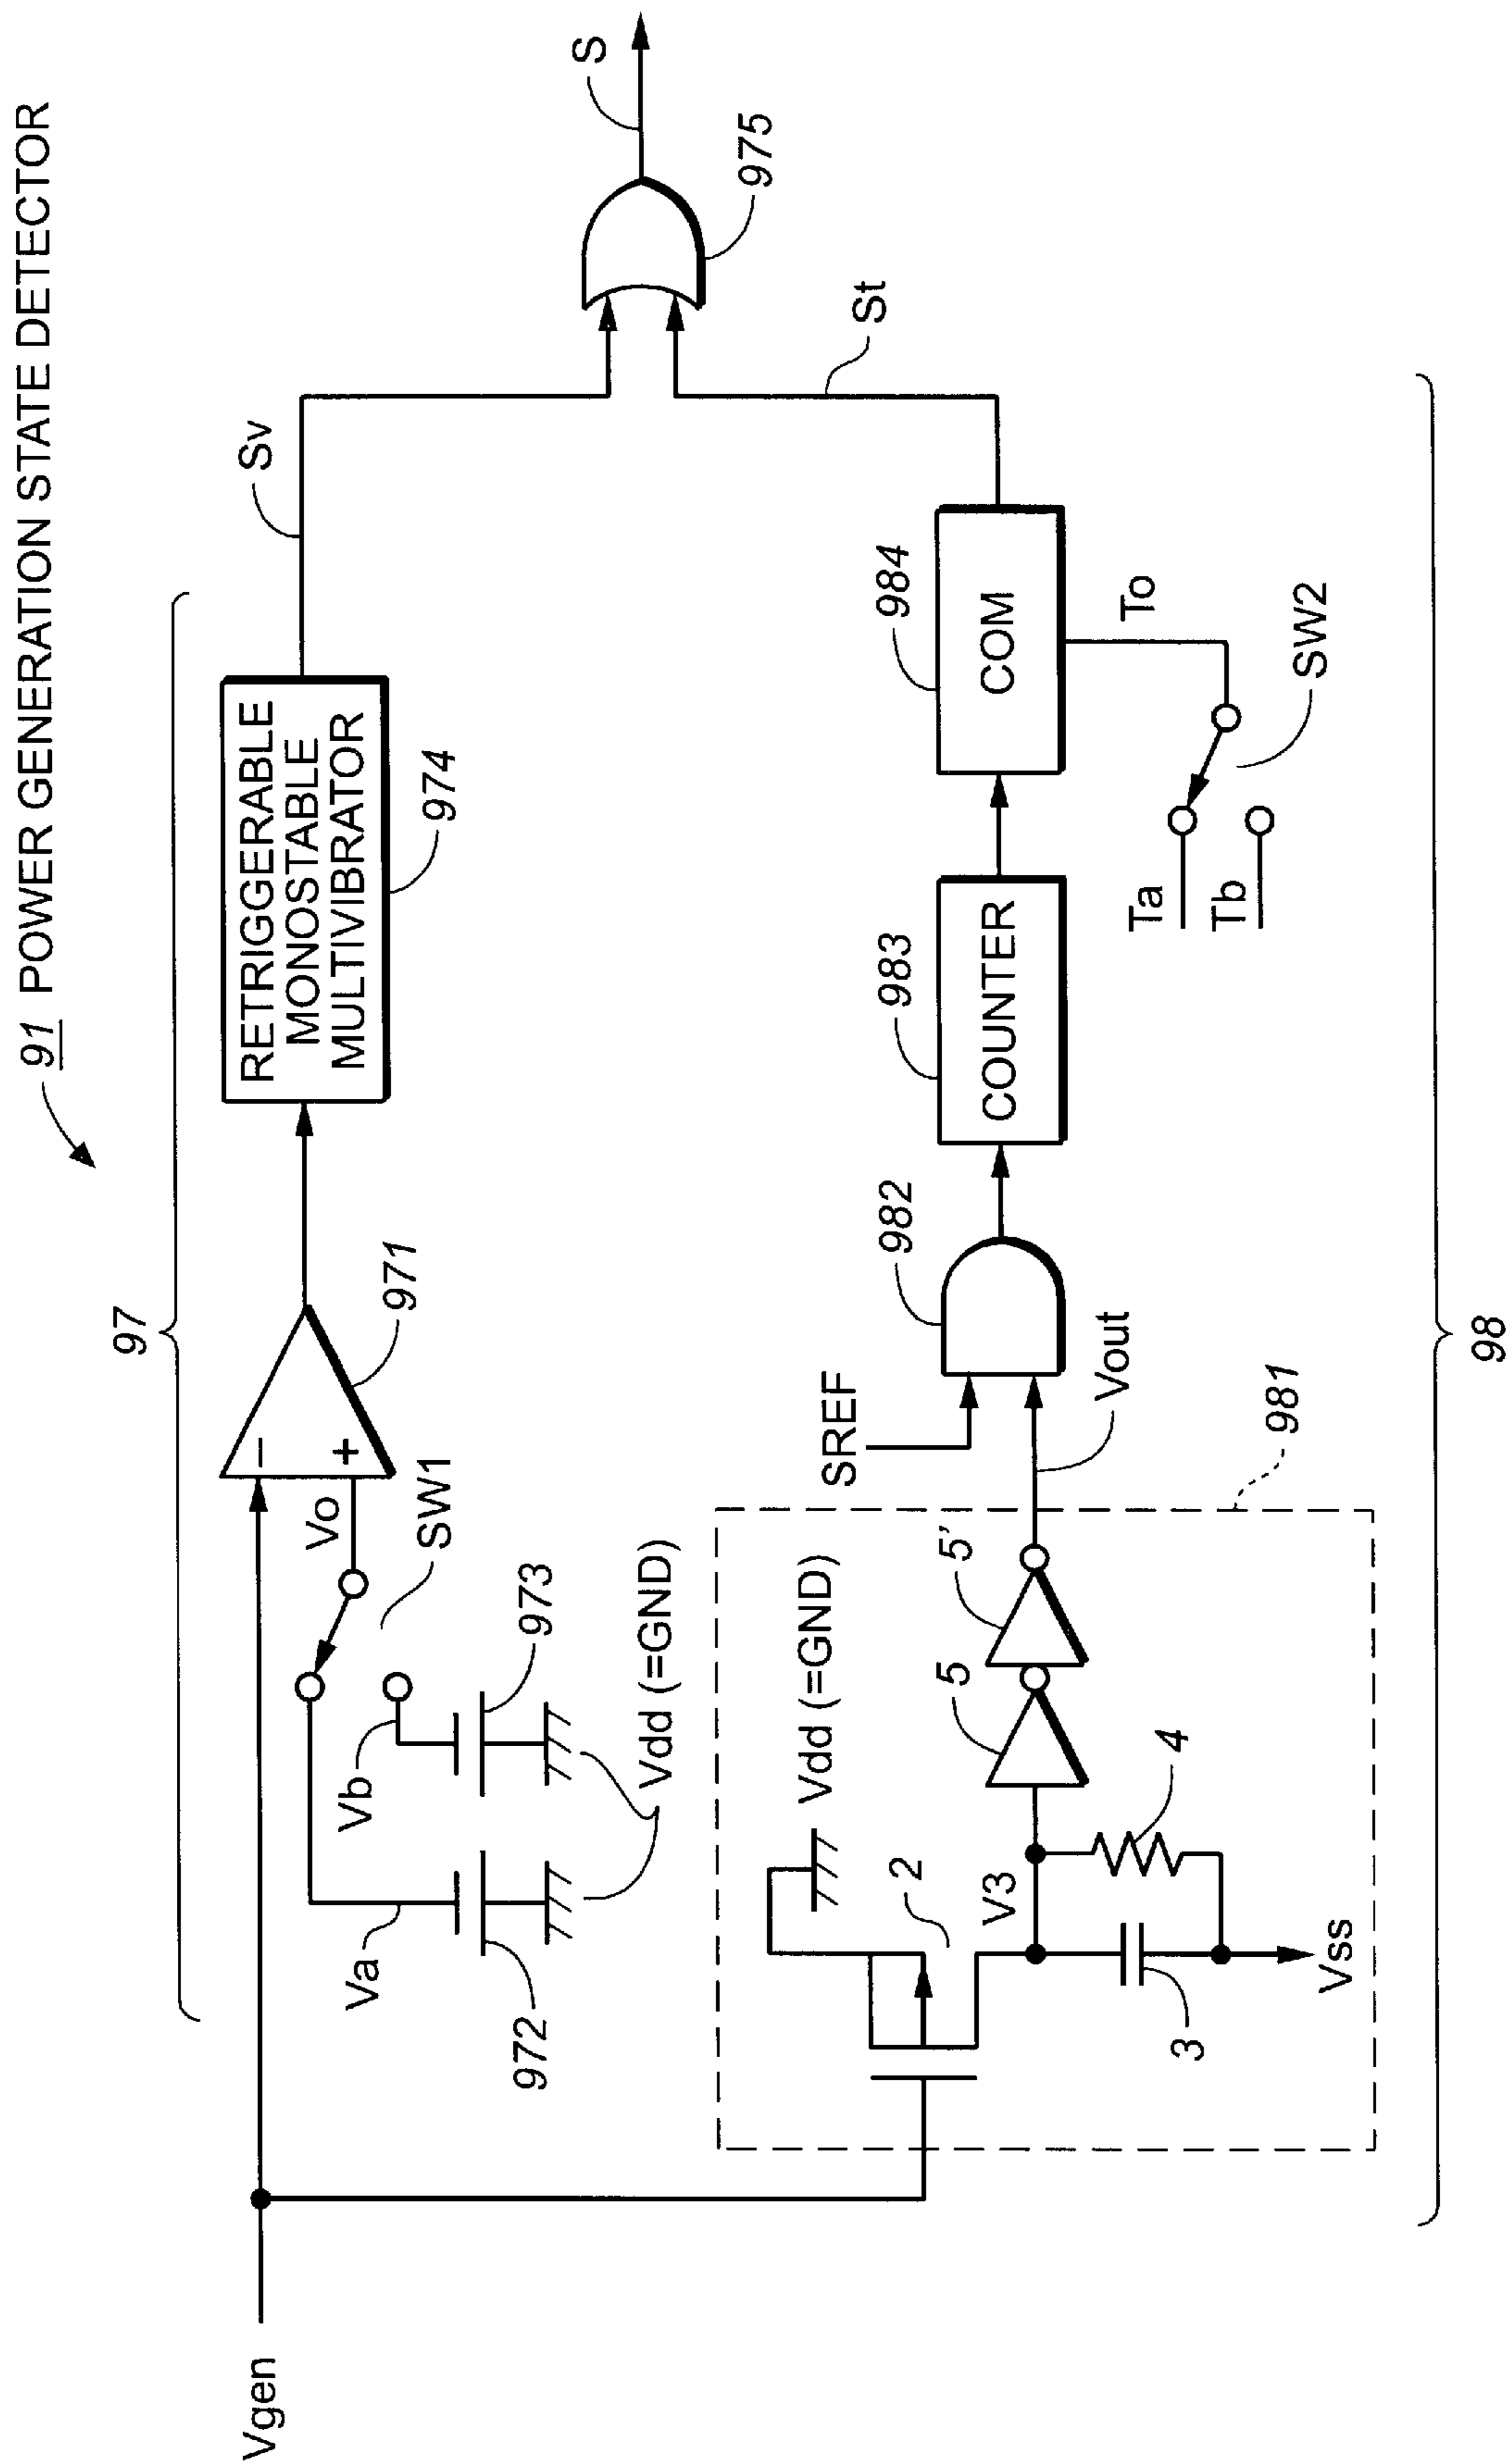 91 POWER GENERATION STATE DETECTOR
97
Vgen
Va
972
Vb
973
Vdd (=GND)
SW1
Vo
−
+
971
RETRIGGERABLE
MONOSTABLE
MULTIVIBRATOR
974
Sv
S
975
St
Vdd (=GND)
2
V3
3
Vss
4
5
5'
981
Vout
SREF
982
COUNTER
983
COM
984
To
Ta
Tb
SW2
98